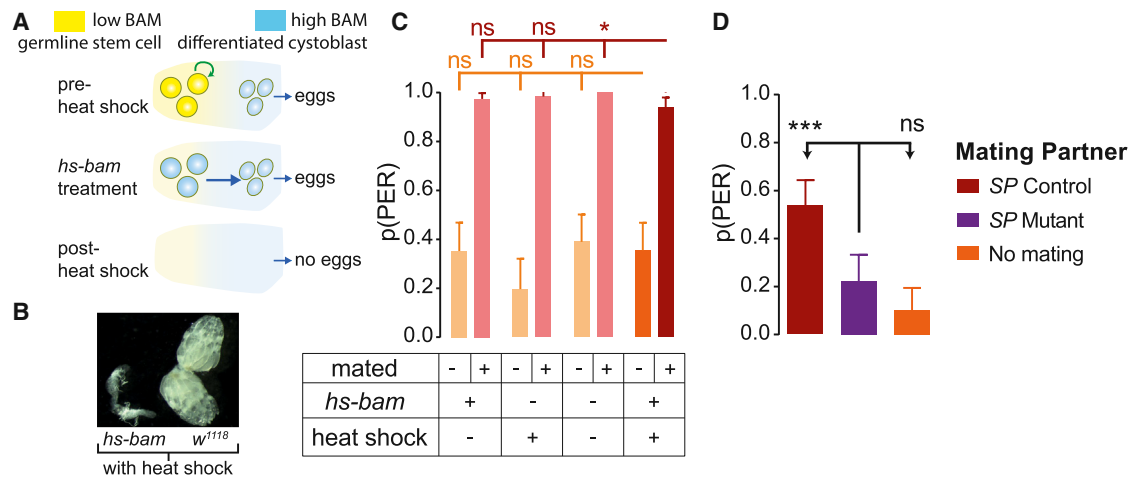 A
low BAM
high BAM
germline stem cell
differentiated cystoblast
pre-
heat shock
eggs
hs-bam
treatment
eggs
post-
heat shock
no eggs
B
hs-bam
w1118
with heat shock
C
ns
ns
*
ns
ns
ns
p(PER)
1.0
0.8
0.6
0.4
0.2
0.0
mated - + - + - + - +
hs-bam + - - +
heat shock - + - +
D
***
ns
p(PER)
1.0
0.8
0.6
0.4
0.2
0.0
Mating Partner
SP Control
SP Mutant
No mating